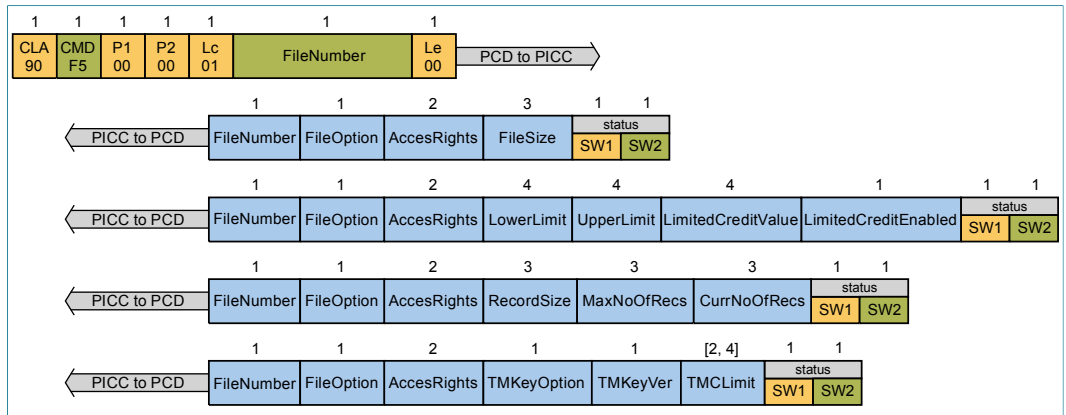 1 1 1 1 1 1 1
CLA CMD P1 P2 Lc FileNumber Le PCD to PICC
90 F5 00 00 01 00
1 1 2 3 1 1
PICC to PCD FileNumber FileOption AccesRights FileSize status
SW1 SW2
1 1 2 4 4 4 1 1 1
PICC to PCD FileNumber FileOption AccesRights LowerLimit UpperLimit LimitedCreditValue LimitedCreditEnabled status
SW1 SW2
1 1 2 3 3 3 1 1
PICC to PCD FileNumber FileOption AccesRights RecordSize MaxNoOfRecs CurrNoOfRecs status
SW1 SW2
1 1 2 1 1 [2, 4] 1 1
PICC to PCD FileNumber FileOption AccesRights TMKeyOption TMKeyVer TMCLimit status
SW1 SW2